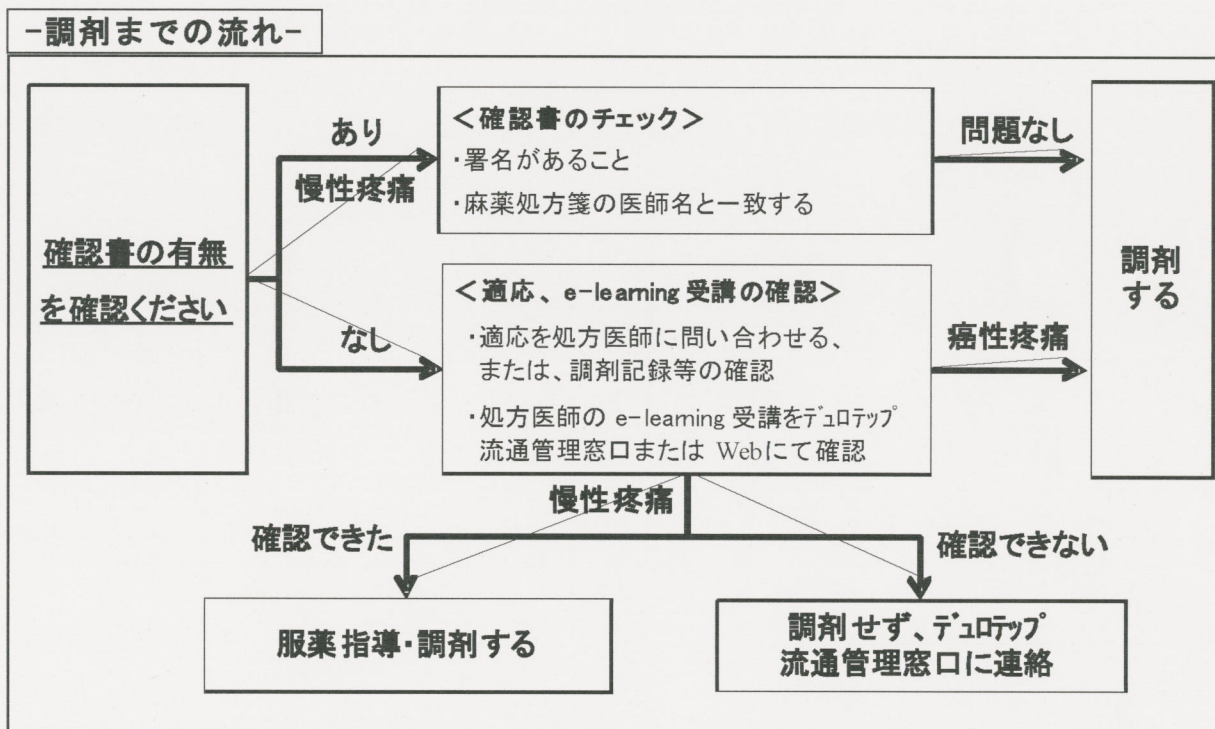 -調剤までの流れ-
確認書の有無
を確認ください
あり
慢性疼痛
<確認書のチェック>
・署名があること
・麻薬処方箋の医師名と一致する
問題なし
調剤
する
なし
<適応、e-learning 受講の確認>
・適応を処方医師に問い合わせる、
または、調剤記録等の確認
・処方医師の e-learning 受講をデュロテップ
流通管理窓口または Webにて確認
癌性疼痛
慢性疼痛
確認できた
確認できない
服薬指導・調剤する
調剤せず、デュロテップ
流通管理窓口に連絡